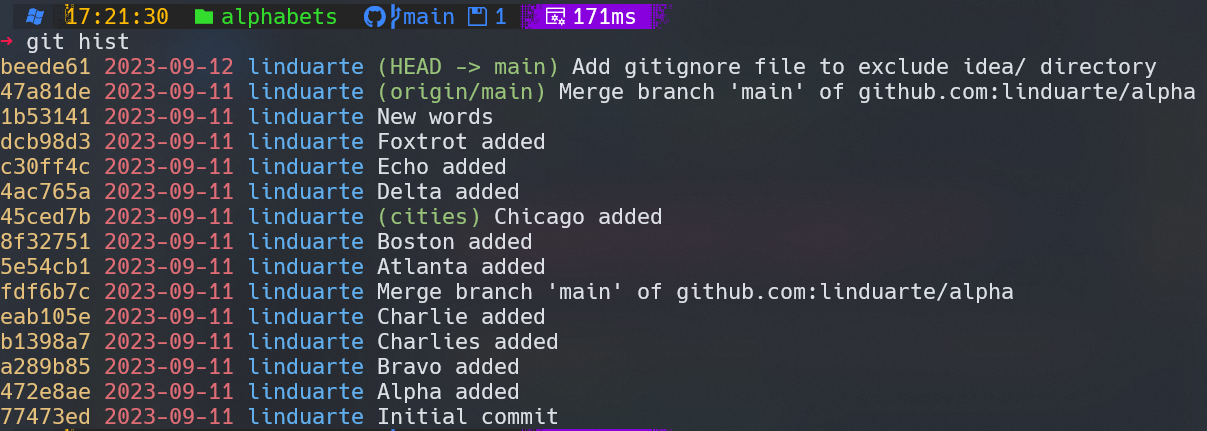 17:21:30 alphabets main 1 171ms
→ git hist
beede61 2023-09-12 linduarte (HEAD -> main) Add gitignore file to exclude idea/ directory
47a81de 2023-09-11 linduarte (origin/main) Merge branch 'main' of github.com:linduarte/alpha
1b53141 2023-09-11 linduarte New words
dcb98d3 2023-09-11 linduarte Foxtrot added
c30ff4c 2023-09-11 linduarte Echo added
4ac765a 2023-09-11 linduarte Delta added
45ced7b 2023-09-11 linduarte (cities) Chicago added
8f32751 2023-09-11 linduarte Boston added
5e54cb1 2023-09-11 linduarte Atlanta added
fdf6b7c 2023-09-11 linduarte Merge branch 'main' of github.com:linduarte/alpha
eab105e 2023-09-11 linduarte Charlie added
b1398a7 2023-09-11 linduarte Charlies added
a289b85 2023-09-11 linduarte Bravo added
472e8ae 2023-09-11 linduarte Alpha added
77473ed 2023-09-11 linduarte Initial commit